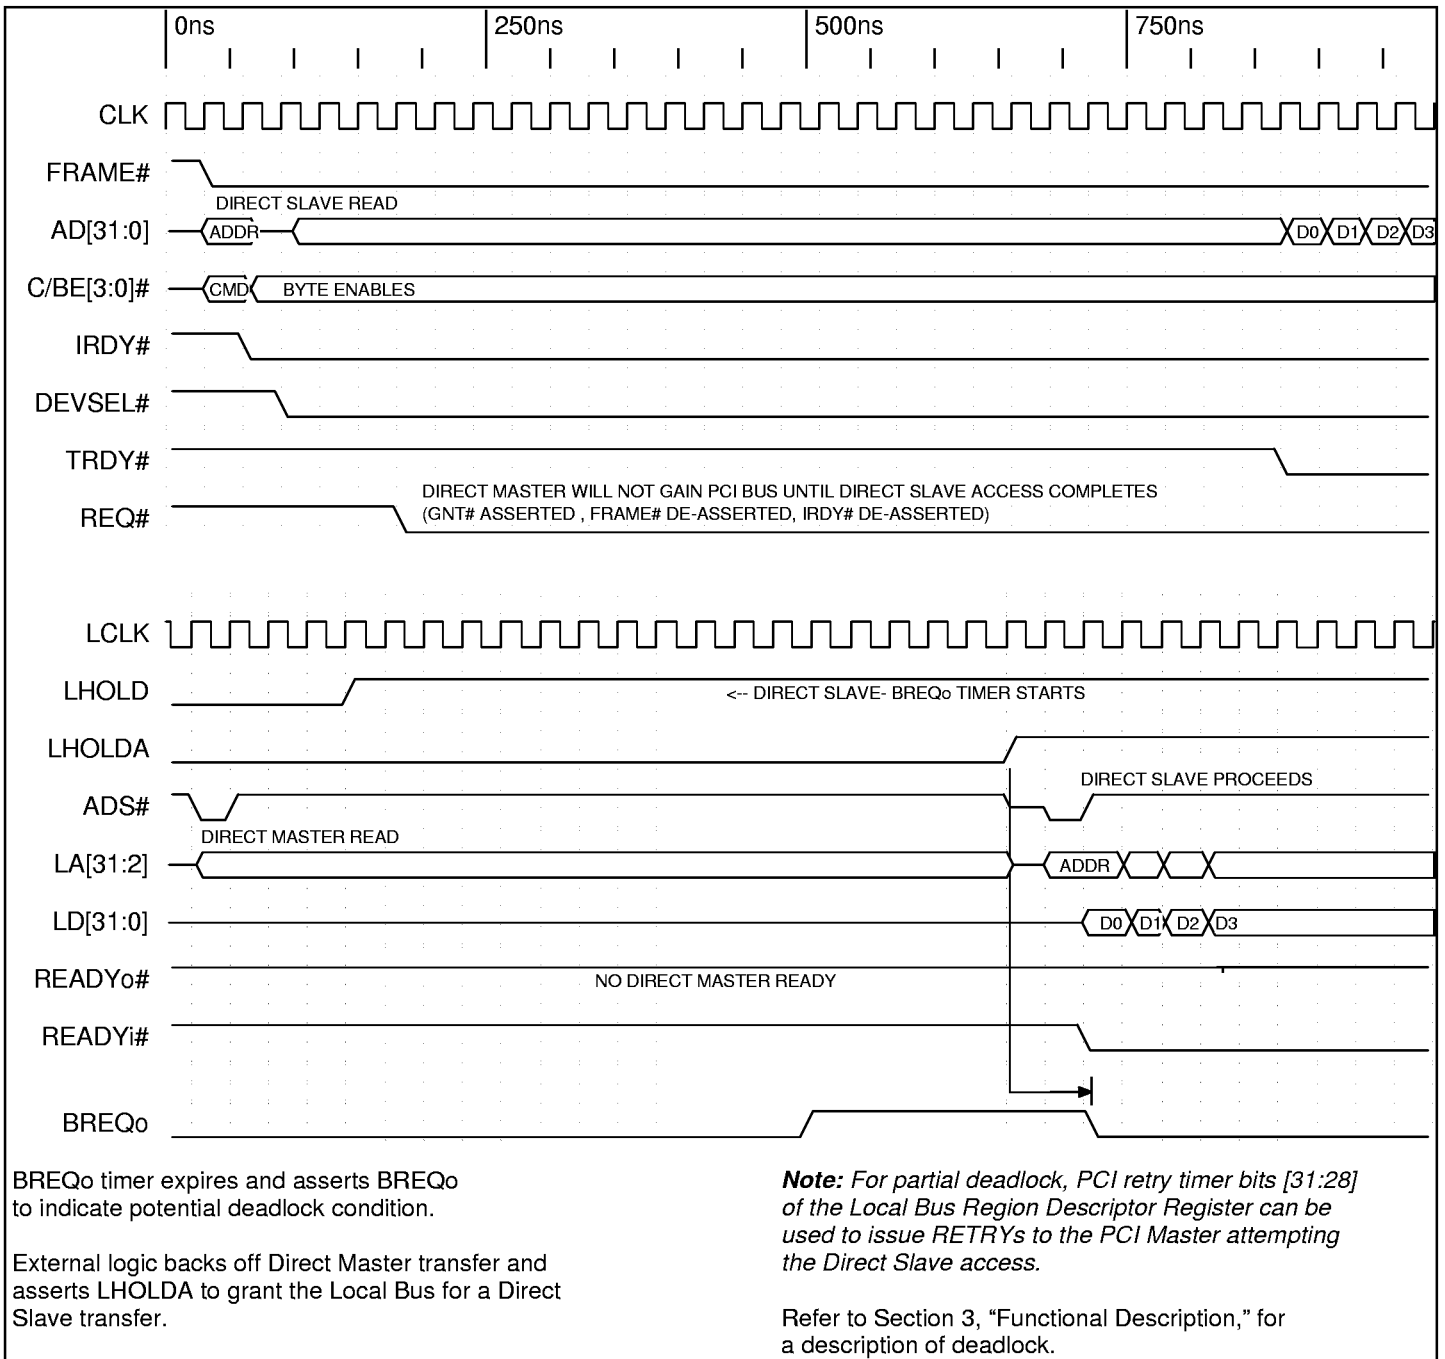 0ns 250ns 500ns 750ns
CLK
FRAME#
DIRECT SLAVE READ
AD[31:0] ADDR D0 D1 D2 D3
C/BE[3:0]# CMD BYTE ENABLES
IRDY#
DEVSEL#
TRDY#
DIRECT MASTER WILL NOT GAIN PCI BUS UNTIL DIRECT SLAVE ACCESS COMPLETES
REQ# (GNT# ASSERTED , FRAME# DE-ASSERTED, IRDY# DE-ASSERTED)
LCLK
LHOLD <-- DIRECT SLAVE- BREQo TIMER STARTS
LHOLDA
DIRECT SLAVE PROCEEDS
ADS#
DIRECT MASTER READ
LA[31:2] ADDR
LD[31:0] D0 D1 D2 D3
READYo# NO DIRECT MASTER READY
READYi#
BREQo
BREQo timer expires and asserts BREQo
to indicate potential deadlock condition.
External logic backs off Direct Master transfer and
asserts LHOLDA to grant the Local Bus for a Direct
Slave transfer.
Note: For partial deadlock, PCI retry timer bits [31:28]
of the Local Bus Region Descriptor Register can be
used to issue RETRYs to the PCI Master attempting
the Direct Slave access.
Refer to Section 3, “Functional Description,” for
a description of deadlock.